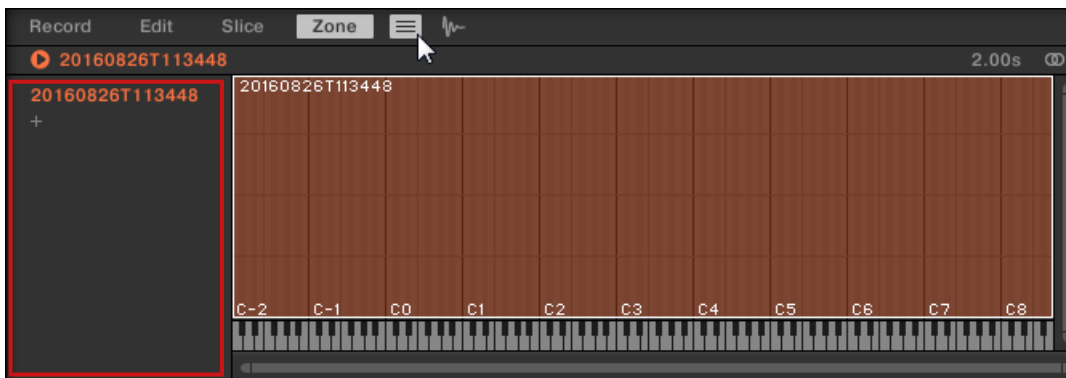 Record Edit Slice Zone
20160826T113448 2.00s
20160826T113448
+
20160826T113448
C-2 C-1 C0 C1 C2 C3 C4 C5 C6 C7 C8